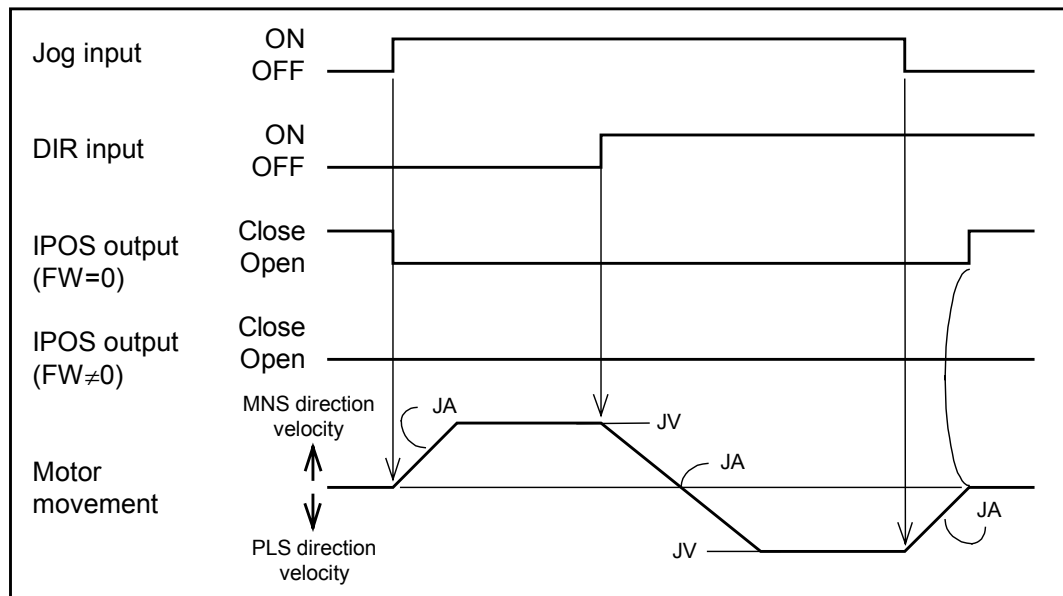 Jog input
ON
OFF
DIR input
ON
OFF
IPOS output
(FW=0)
Close
Open
IPOS output
(FW≠0)
Close
Open
MNS direction
velocity
JA
JV
JA
Motor
movement
JA
PLS direction
velocity
JV